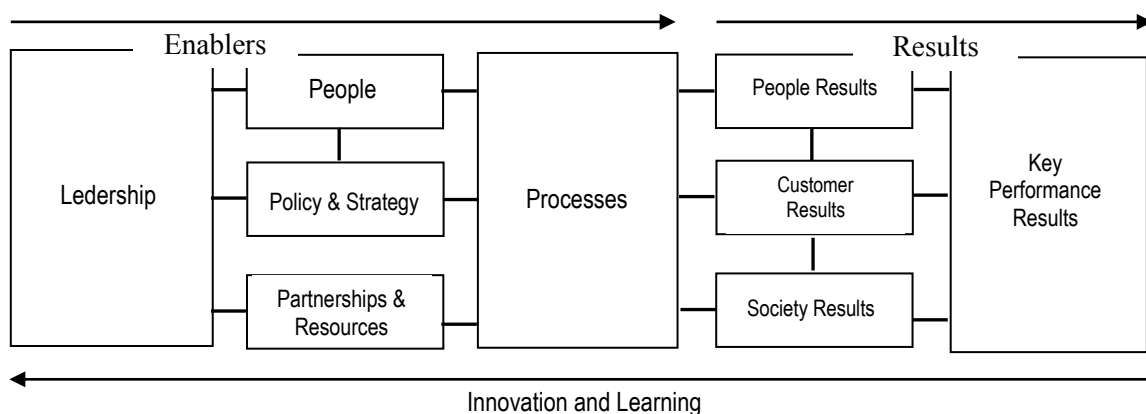 Enablers
Results
Ledership
People
Policy & Strategy
Partnerships &
Resources
Processes
People Results
Customer
Results
Society Results
Key
Performance
Results
Innovation and Learning